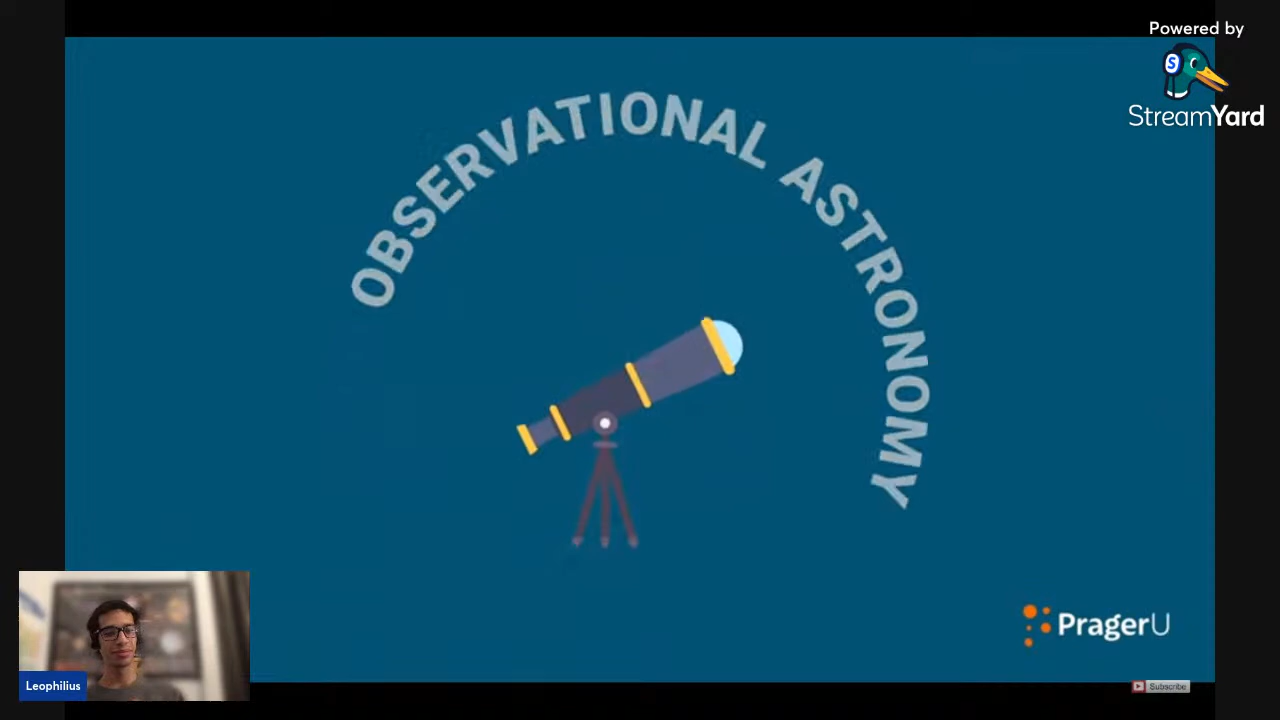 Powered by
S
StreamYard
OBSERVATIONAL ASTRONOMY
PragerU
Leophilius
Subscribe